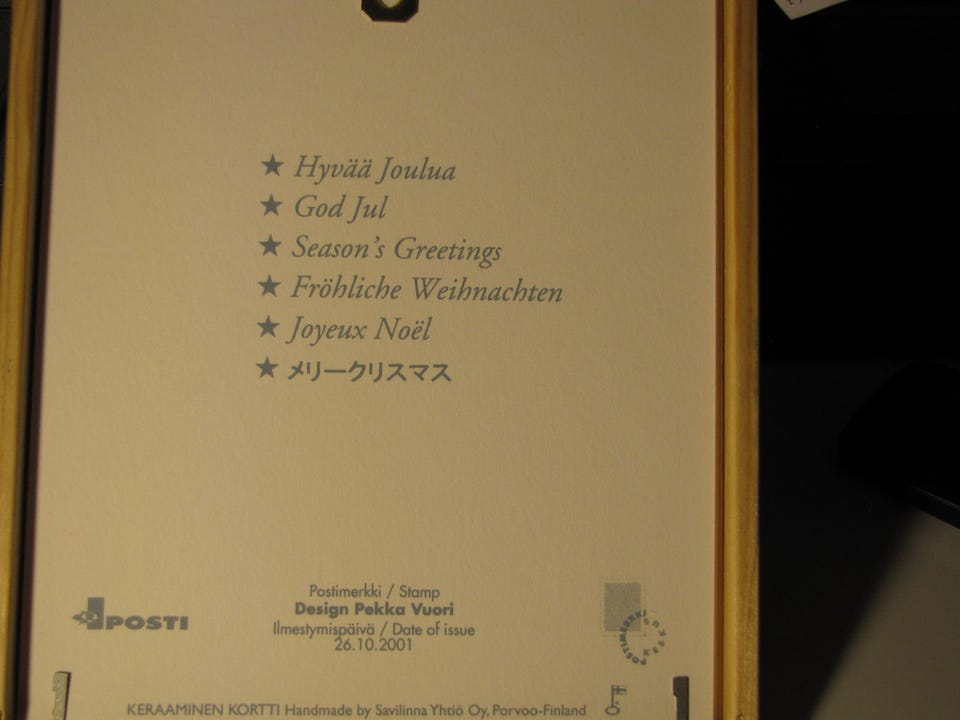 ★ Hyvää Joulua
★ God Jul
★ Season's Greetings
★ Fröhliche Weihnachten
★ Joyeux Noël
★ メリークリスマス
POSTI
Postimerkki / Stamp
Design Pekka Vuori
Ilmestymispäivä / Date of issue
26.10.2001
POSTIMERKKI
KERAAMINEN KORTTI Handmade by Savilinna Yhtiö Oy, Porvoo-Finland